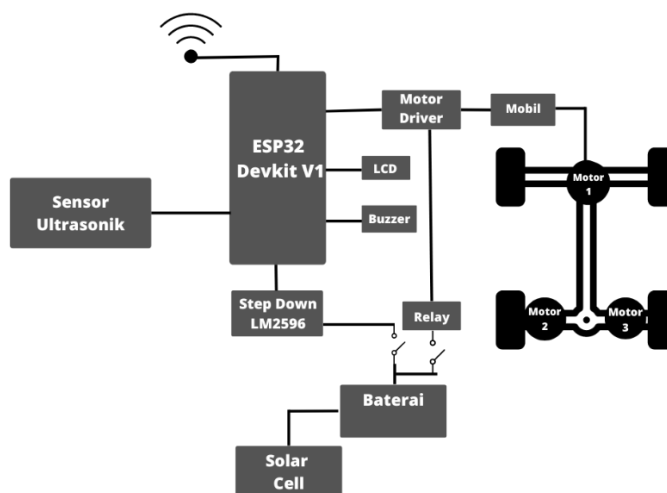 Motor
Driver
Mobil
ESP32
Devkit V1
LCD
Motor
1
Sensor
Ultrasonik
Buzzer
Step Down
LM2596
Relay
Motor
2
Motor
3
Baterai
Solar
Cell